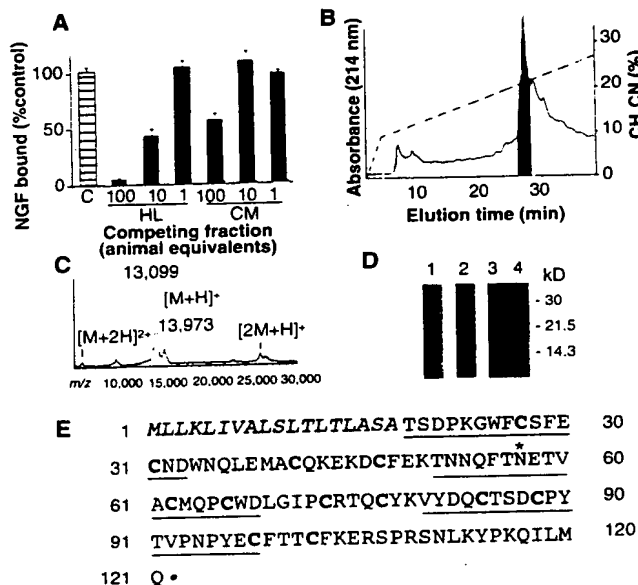 A
NGF bound (%control)
100
50
0
C 100 10 1 100 10 1
HL CM
Competing fraction
(animal equivalents)
B
Absorbance (214 nm)
CH CN (%)
30
20
10
0
10 30
Elution time (min)
C
13,099
[M+H]+
13,973
[M+2H]2+
[2M+H]+
m/z 10,000 15,000 20,000 25,000 30,000
D
1 2 3 4 kD
- 30
- 21.5
- 14.3
E
1 MLLKLIVALSLTLTLASATSDPKGWFCSFE 30
*
31 CNDWNQLEMACQKEKDCFEKTNNQFTNETV 60
61 ACMQPCWDLGIPCRTQCYKVYDQCTSDCPY 90
91 TVPNPYECFTTCFKERSPRSNLKYPKQILM 120
121 Q •